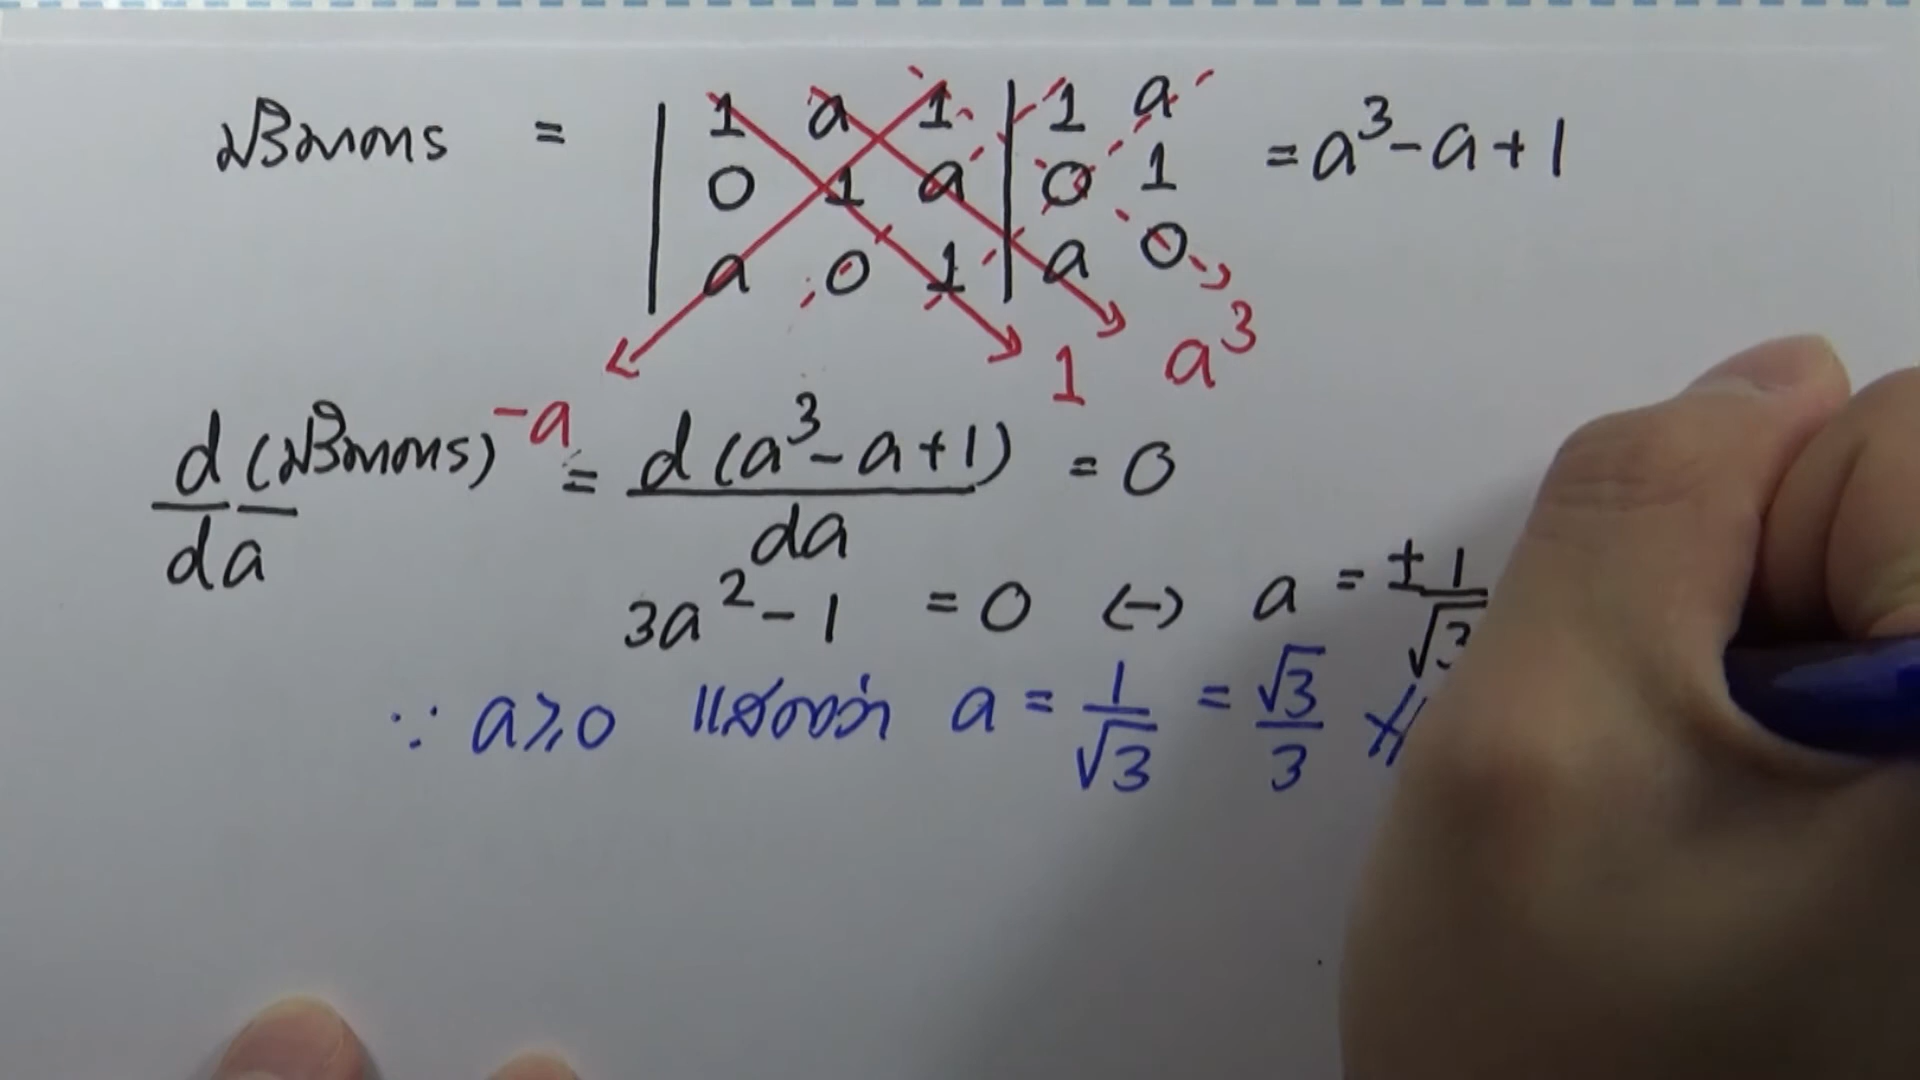 ปริมาตร = | 1 a 1 | 1 a = a³ - a + 1
0 1 a | 0 1
a 0 1 | a 0
-a 1 a³
d(ปริมาตร)/da = d(a³ - a + 1)/da = 0
3a² - 1 = 0 ↔ a = ± 1/√3
∵ a ≥ 0 แสดงว่า a = 1/√3 = √3/3